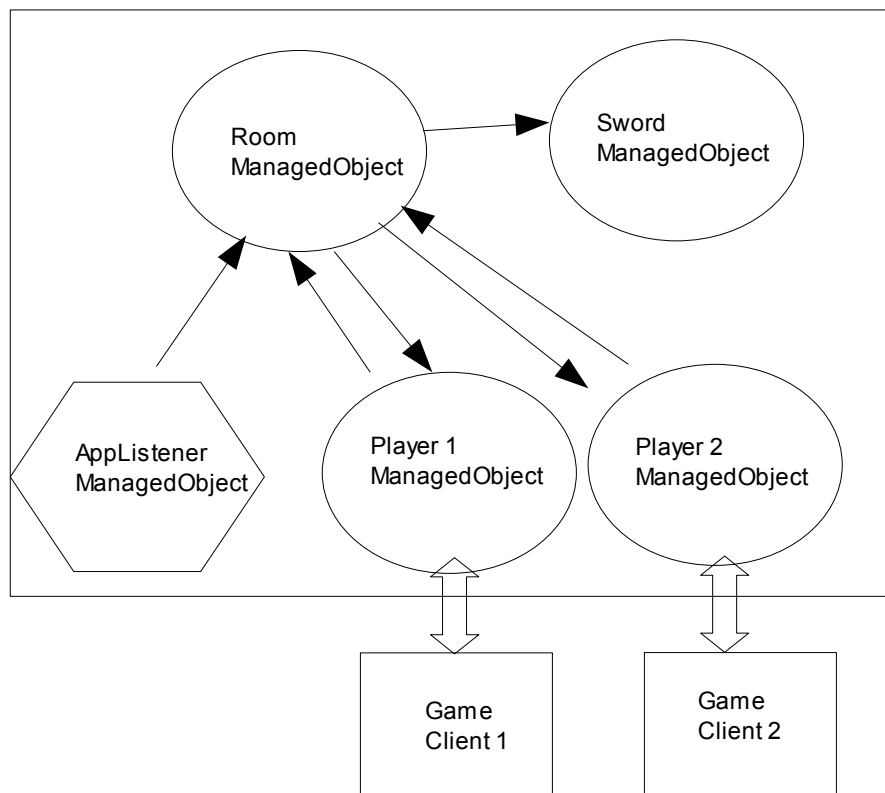 Room
ManagedObject
Sword
ManagedObject
AppListener
ManagedObject
Player 1
ManagedObject
Player 2
ManagedObject
Game
Client 1
Game
Client 2